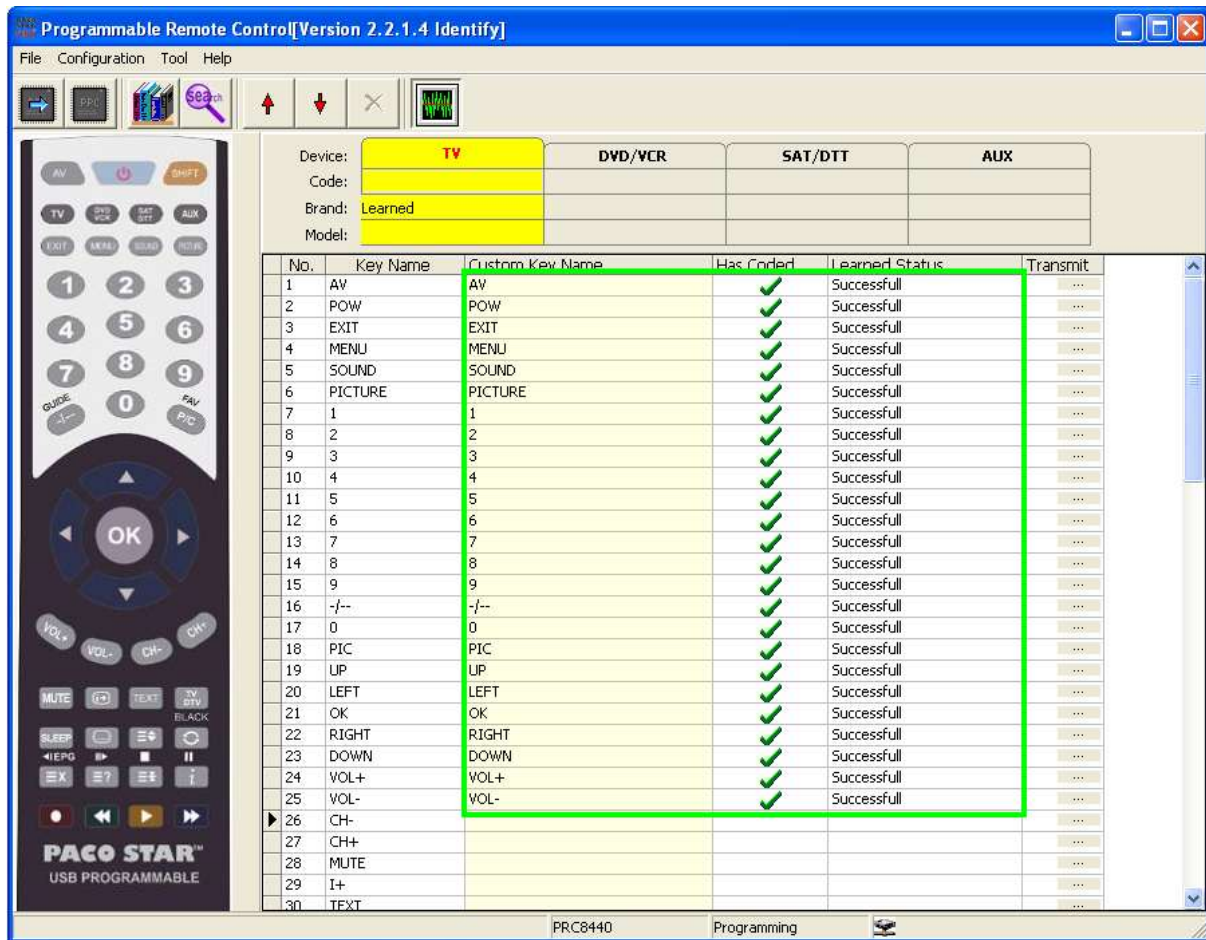 Programmable Remote Control[Version 2.2.1.4 Identify]
File Configuration Tool Help
PPC search
Device: TV DVD/VCR SAT/DTT AUX
Code:
Brand: Learned
Model:
No. Key Name Custom Key Name Has Coded Learned Status Transmit
1 AV AV Successfull ...
2 POW POW Successfull ...
3 EXIT EXIT Successfull ...
4 MENU MENU Successfull ...
5 SOUND SOUND Successfull ...
6 PICTURE PICTURE Successfull ...
7 1 1 Successfull ...
8 2 2 Successfull ...
9 3 3 Successfull ...
10 4 4 Successfull ...
11 5 5 Successfull ...
12 6 6 Successfull ...
13 7 7 Successfull ...
14 8 8 Successfull ...
15 9 9 Successfull ...
16 -/-- -/-- Successfull ...
17 0 0 Successfull ...
18 PIC PIC Successfull ...
19 UP UP Successfull ...
20 LEFT LEFT Successfull ...
21 OK OK Successfull ...
22 RIGHT RIGHT Successfull ...
23 DOWN DOWN Successfull ...
24 VOL+ VOL+ Successfull ...
25 VOL- VOL- Successfull ...
26 CH- ...
27 CH+ ...
28 MUTE ...
29 I+ ...
30 TEXT ...
AV SHIFT
TV DVD VCR SAT DTT AUX
EXIT MENU SOUND PICTURE
1 2 3
4 5 6
7 8 9
GUIDE -/-- 0 FAV P/C
OK
VOL+ VOL- CH- CH+
MUTE TEXT TV DTV
BLACK
SLEEP
EPG
X ? i
PACO STAR™
USB PROGRAMMABLE
PRC8440 Programming